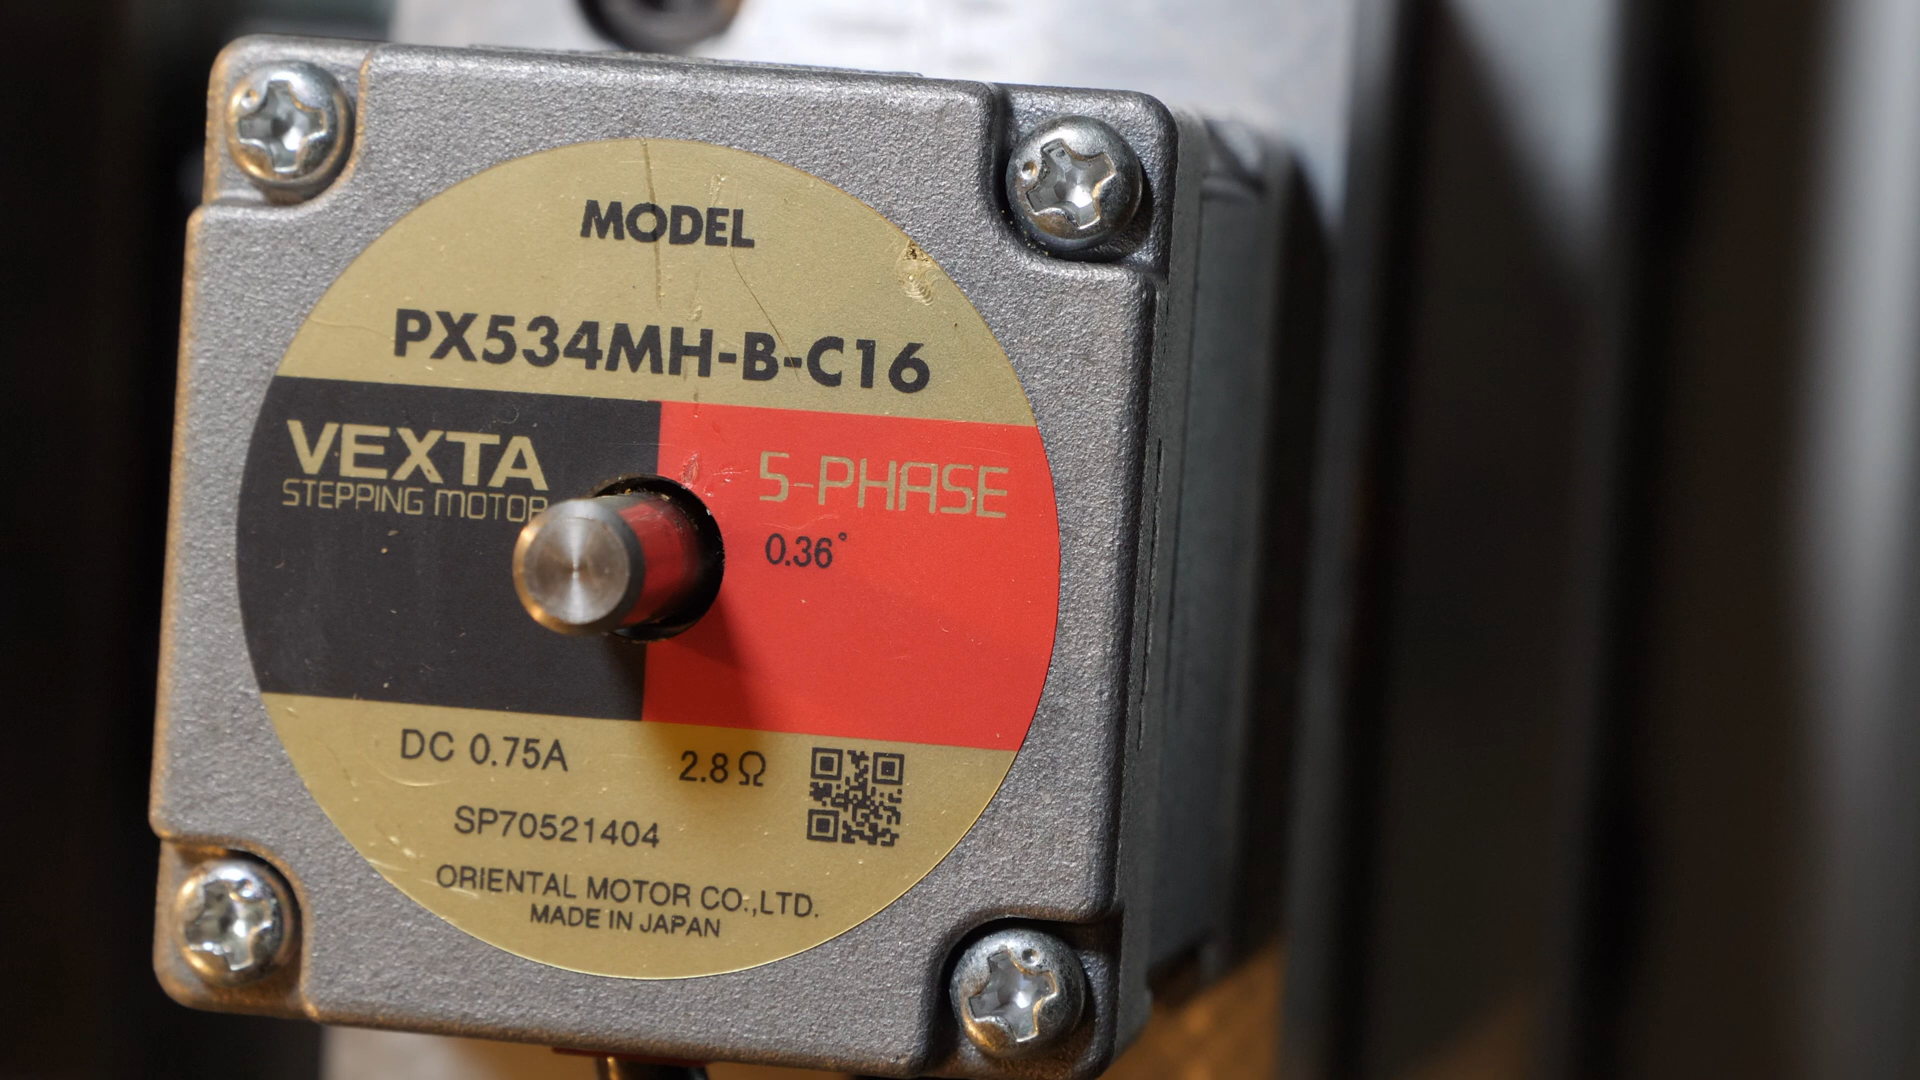 MODEL
PX534MH-B-C16
VEXTA
STEPPING MOTOR
5-PHASE
0.36°
DC 0.75A 2.8Ω
SP70521404
ORIENTAL MOTOR CO.,LTD.
MADE IN JAPAN